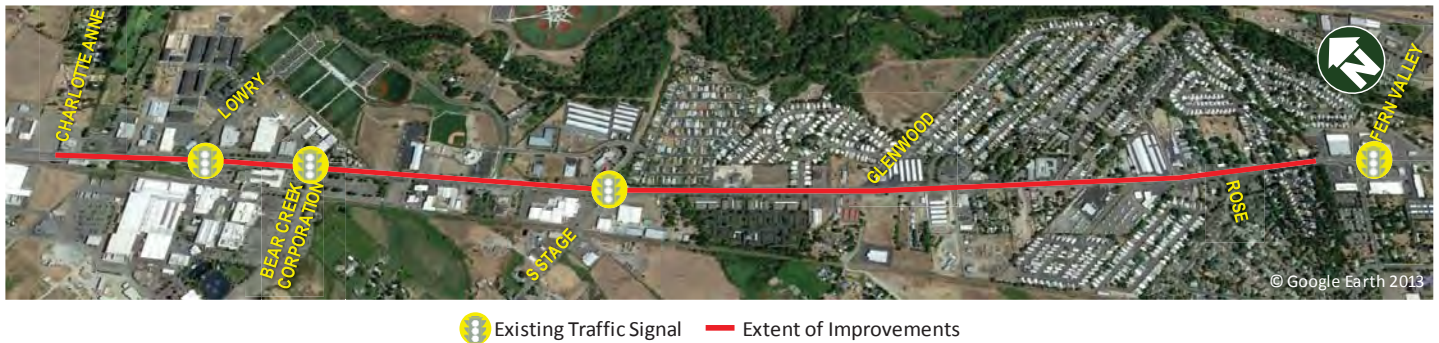 CHARLOTTE ANNE
LOWRY
BEAR CREEK
CORPORATION
S STAGE
GLENWOOD
ROSE
FERN VALLEY
N
© Google Earth 2013
Existing Traffic Signal
Extent of Improvements